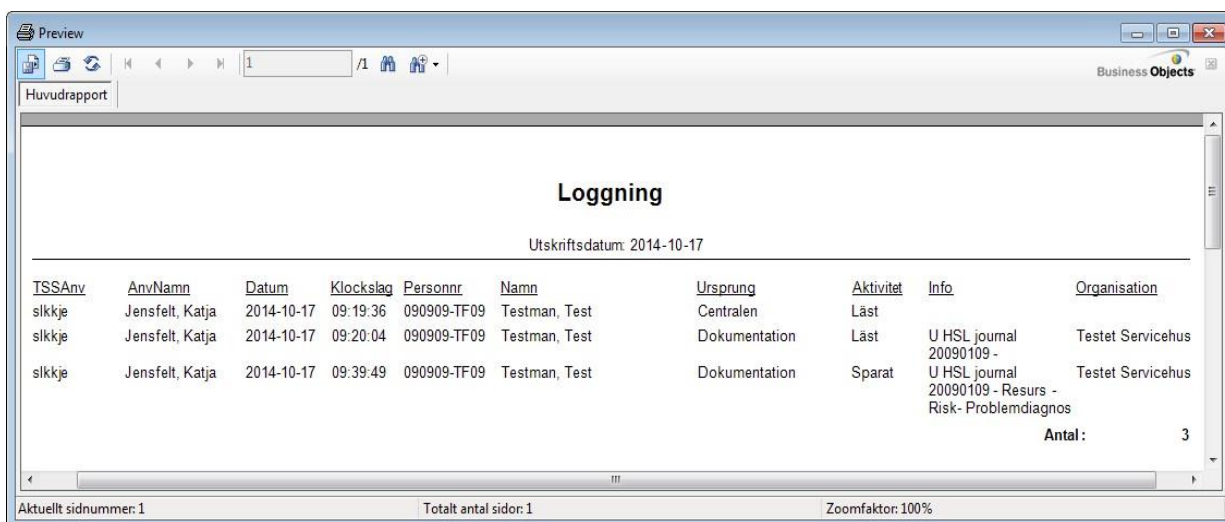 Preview
1 /1 Business Objects
Huvudrapport
Loggning
Utskriftsdatum: 2014-10-17
TSSAnv AnvNamn Datum Klockslag Personnr Namn Ursprung Aktivitet Info Organisation
slkkje Jensfelt, Katja 2014-10-17 09:19:36 090909-TF09 Testman, Test Centralen Läst
slkkje Jensfelt, Katja 2014-10-17 09:20:04 090909-TF09 Testman, Test Dokumentation Läst U HSL journal Testet Servicehus
20090109 -
slkkje Jensfelt, Katja 2014-10-17 09:39:49 090909-TF09 Testman, Test Dokumentation Sparat U HSL journal Testet Servicehus
20090109 - Resurs -
Risk- Problemdiagnos
Antal : 3
Aktuellt sidnummer: 1 Totalt antal sidor: 1 Zoomfaktor: 100%